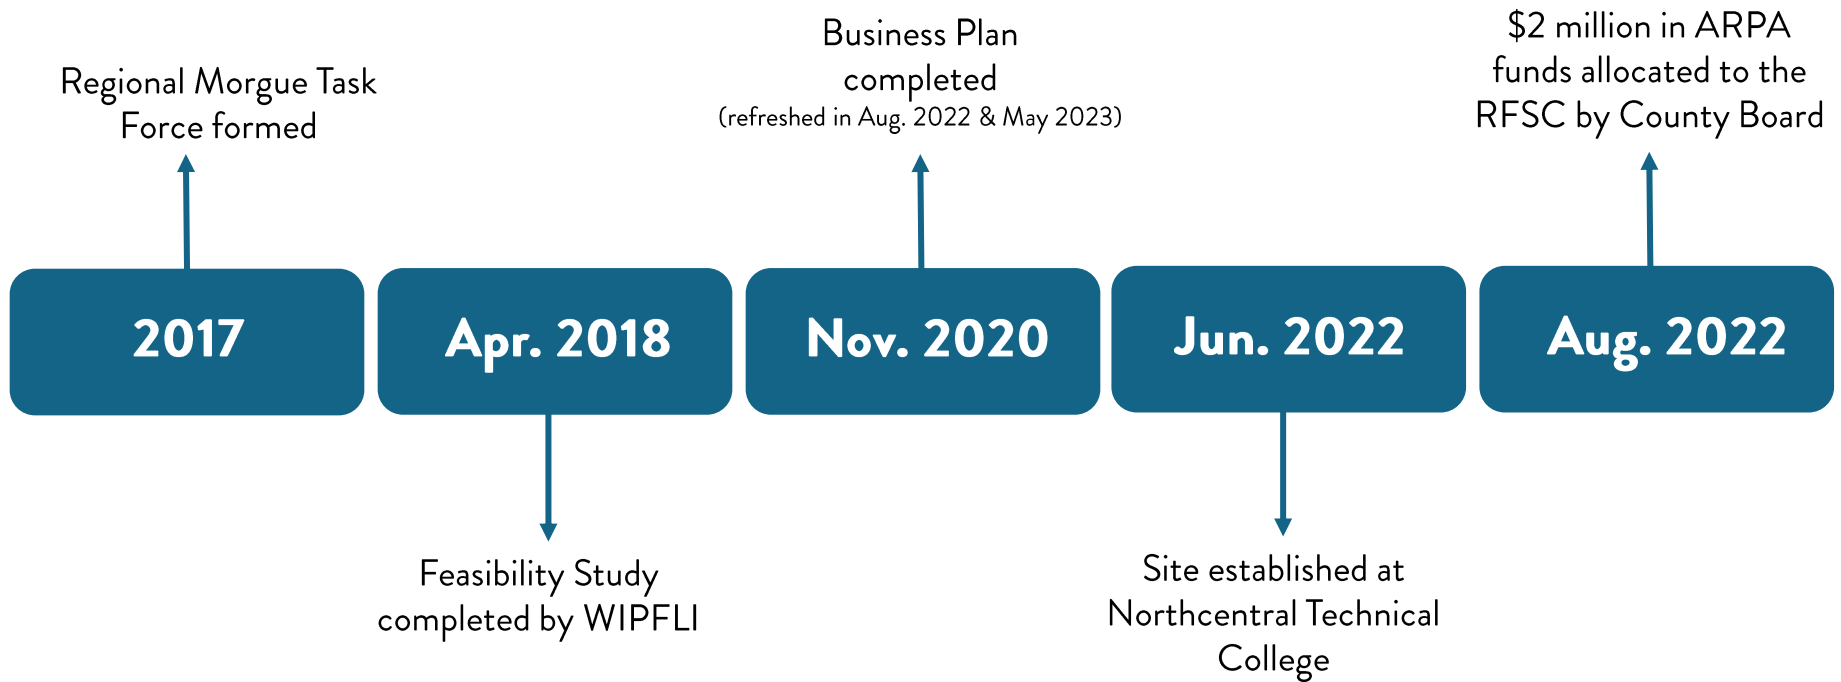 Regional Morgue Task
Force formed
Business Plan
completed
(refreshed in Aug. 2022 & May 2023)
$2 million in ARPA
funds allocated to the
RFSC by County Board
2017
Apr. 2018
Nov. 2020
Jun. 2022
Aug. 2022
Feasibility Study
completed by WIPFLI
Site established at
Northcentral Technical
College